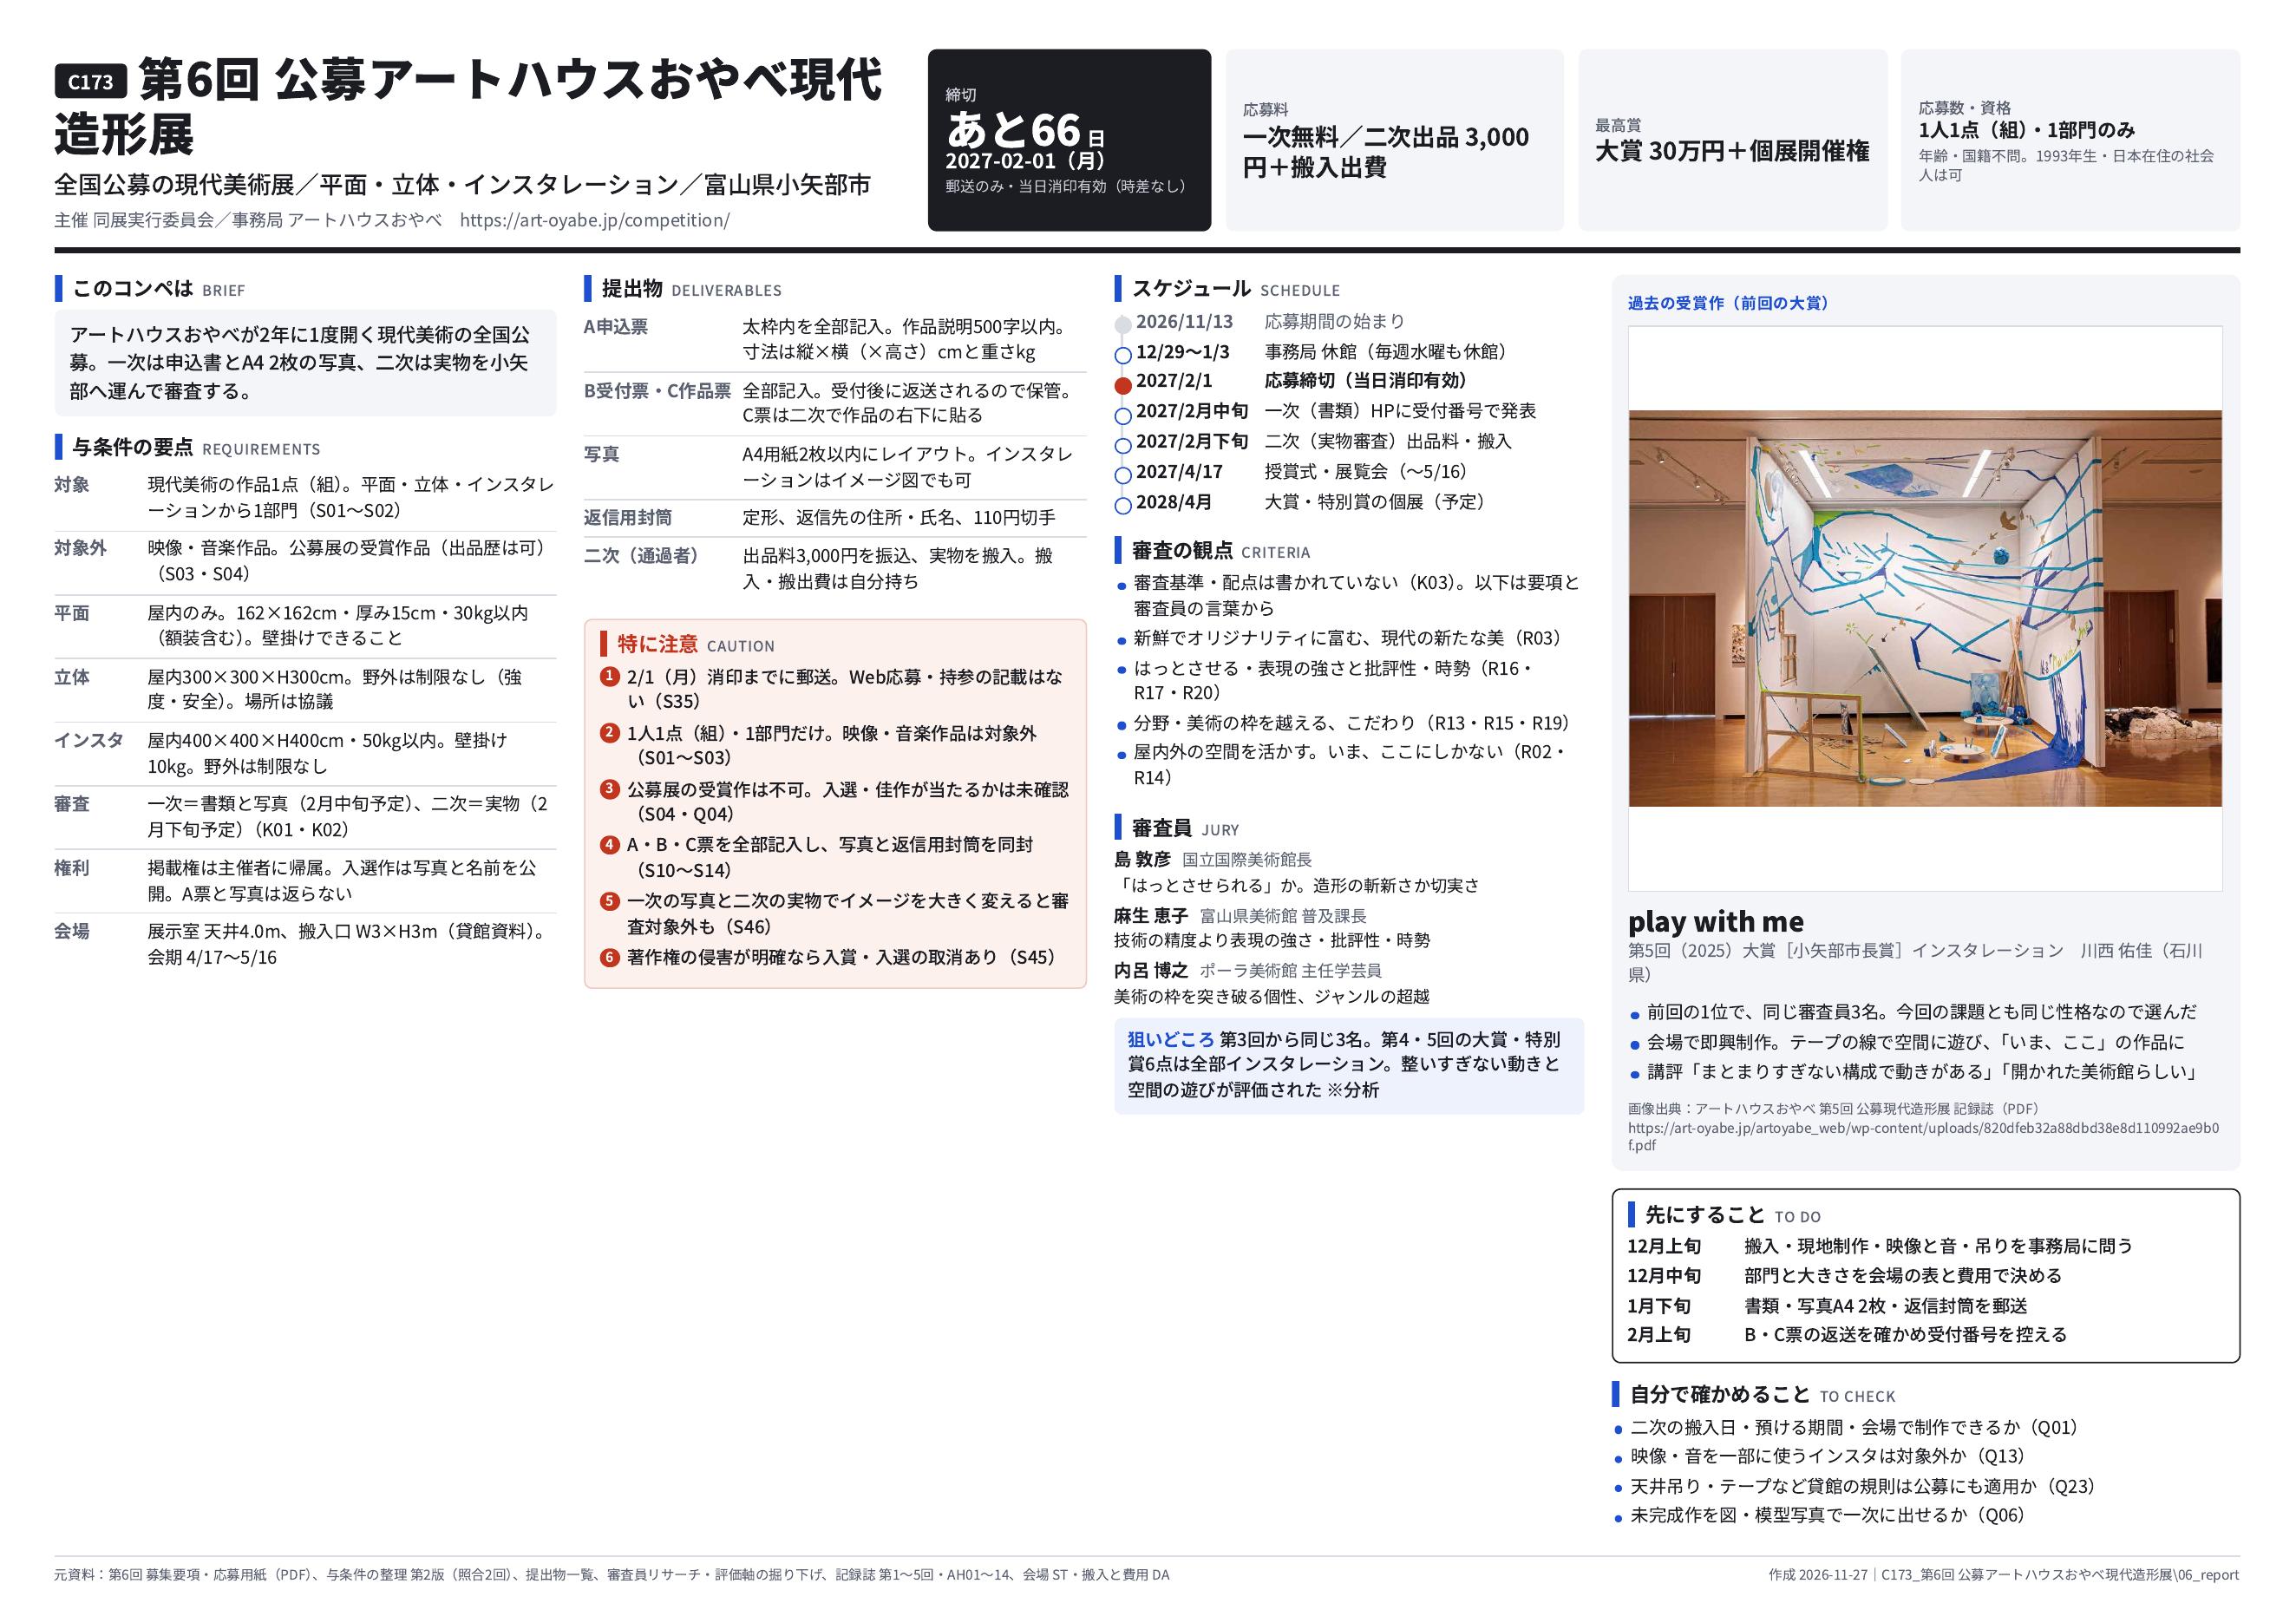 C173 第6回 公募アートハウスおやべ現代
造形展
全国公募の現代美術展／平面・立体・インスタレーション／富山県小矢部市
主催 同展実行委員会／事務局 アートハウスおやべ　https://art-oyabe.jp/competition/
締切
あと66 日
2027-02-01（月）
郵送のみ・当日消印有効（時差なし）
応募料
一次無料／二次出品 3,000
円＋搬入出費
最高賞
大賞 30万円＋個展開催権
応募数・資格
1人1点（組）・1部門のみ
年齢・国籍不問。1993年生・日本在住の社会
人は可
このコンペは BRIEF
アートハウスおやべが2年に1度開く現代美術の全国公
募。一次は申込書とA4 2枚の写真、二次は実物を小矢
部へ運んで審査する。
与条件の要点 REQUIREMENTS
対象 現代美術の作品1点（組）。平面・立体・インスタレ
ーションから1部門（S01〜S02）
対象外 映像・音楽作品。公募展の受賞作品（出品歴は可）
（S03・S04）
平面 屋内のみ。162×162cm・厚み15cm・30kg以内
（額装含む）。壁掛けできること
立体 屋内300×300×H300cm。野外は制限なし（強
度・安全）。場所は協議
インスタ 屋内400×400×H400cm・50kg以内。壁掛け
10kg。野外は制限なし
審査 一次＝書類と写真（2月中旬予定）、二次＝実物（2
月下旬予定）（K01・K02）
権利 掲載権は主催者に帰属。入選作は写真と名前を公
開。A票と写真は返らない
会場 展示室 天井4.0m、搬入口 W3×H3m（貸館資料）。
会期 4/17〜5/16
提出物 DELIVERABLES
A申込票 太枠内を全部記入。作品説明500字以内。
寸法は縦×横（×高さ）cmと重さkg
B受付票・C作品票 全部記入。受付後に返送されるので保管。
C票は二次で作品の右下に貼る
写真 A4用紙2枚以内にレイアウト。インスタレ
ーションはイメージ図でも可
返信用封筒 定形、返信先の住所・氏名、110円切手
二次（通過者） 出品料3,000円を振込、実物を搬入。搬
入・搬出費は自分持ち
特に注意 CAUTION
1 2/1（月）消印までに郵送。Web応募・持参の記載はな
い（S35）
2 1人1点（組）・1部門だけ。映像・音楽作品は対象外
（S01〜S03）
3 公募展の受賞作は不可。入選・佳作が当たるかは未確認
（S04・Q04）
4 A・B・C票を全部記入し、写真と返信用封筒を同封
（S10〜S14）
5 一次の写真と二次の実物でイメージを大きく変えると審
査対象外も（S46）
6 著作権の侵害が明確なら入賞・入選の取消あり（S45）
スケジュール SCHEDULE
2026/11/13 応募期間の始まり
12/29〜1/3 事務局 休館（毎週水曜も休館）
2027/2/1 応募締切（当日消印有効）
2027/2月中旬 一次（書類）HPに受付番号で発表
2027/2月下旬 二次（実物審査）出品料・搬入
2027/4/17 授賞式・展覧会（〜5/16）
2028/4月 大賞・特別賞の個展（予定）
審査の観点 CRITERIA
審査基準・配点は書かれていない（K03）。以下は要項と
審査員の言葉から
新鮮でオリジナリティに富む、現代の新たな美（R03）
はっとさせる・表現の強さと批評性・時勢（R16・
R17・R20）
分野・美術の枠を越える、こだわり（R13・R15・R19）
屋内外の空間を活かす。いま、ここにしかない（R02・
R14）
審査員 JURY
島 敦彦 国立国際美術館長
「はっとさせられる」か。造形の斬新さか切実さ
麻生 恵子 富山県美術館 普及課長
技術の精度より表現の強さ・批評性・時勢
内呂 博之 ポーラ美術館 主任学芸員
美術の枠を突き破る個性、ジャンルの超越
狙いどころ 第3回から同じ3名。第4・5回の大賞・特別
賞6点は全部インスタレーション。整いすぎない動きと
空間の遊びが評価された ※分析
過去の受賞作（前回の大賞）
play with me
第5回（2025）大賞［小矢部市長賞］インスタレーション　川西 佑佳（石川
県）
前回の1位で、同じ審査員3名。今回の課題とも同じ性格なので選んだ
会場で即興制作。テープの線で空間に遊び、「いま、ここ」の作品に
講評「まとまりすぎない構成で動きがある」「開かれた美術館らしい」
画像出典：アートハウスおやべ 第5回 公募現代造形展 記録誌（PDF）
https://art-oyabe.jp/artoyabe_web/wp-content/uploads/820dfeb32a88dbd38e8d110992ae9b0
f.pdf
先にすること TO DO
12月上旬 搬入・現地制作・映像と音・吊りを事務局に問う
12月中旬 部門と大きさを会場の表と費用で決める
1月下旬 書類・写真A4 2枚・返信封筒を郵送
2月上旬 B・C票の返送を確かめ受付番号を控える
自分で確かめること TO CHECK
二次の搬入日・預ける期間・会場で制作できるか（Q01）
映像・音を一部に使うインスタは対象外か（Q13）
天井吊り・テープなど貸館の規則は公募にも適用か（Q23）
未完成作を図・模型写真で一次に出せるか（Q06）
元資料：第6回 募集要項・応募用紙（PDF）、与条件の整理 第2版（照合2回）、提出物一覧、審査員リサーチ・評価軸の掘り下げ、記録誌 第1〜5回・AH01〜14、会場 ST・搬入と費用 DA
作成 2026-11-27｜C173_第6回 公募アートハウスおやべ現代造形展\06_report